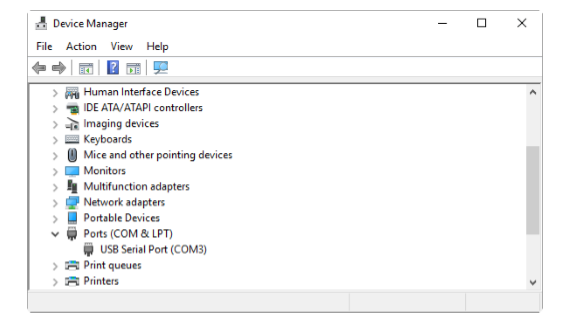 Device Manager
File Action View Help
Human Interface Devices
IDE ATA/ATAPI controllers
Imaging devices
Keyboards
Mice and other pointing devices
Monitors
Multifunction adapters
Network adapters
Portable Devices
Ports (COM & LPT)
USB Serial Port (COM3)
Print queues
Printers